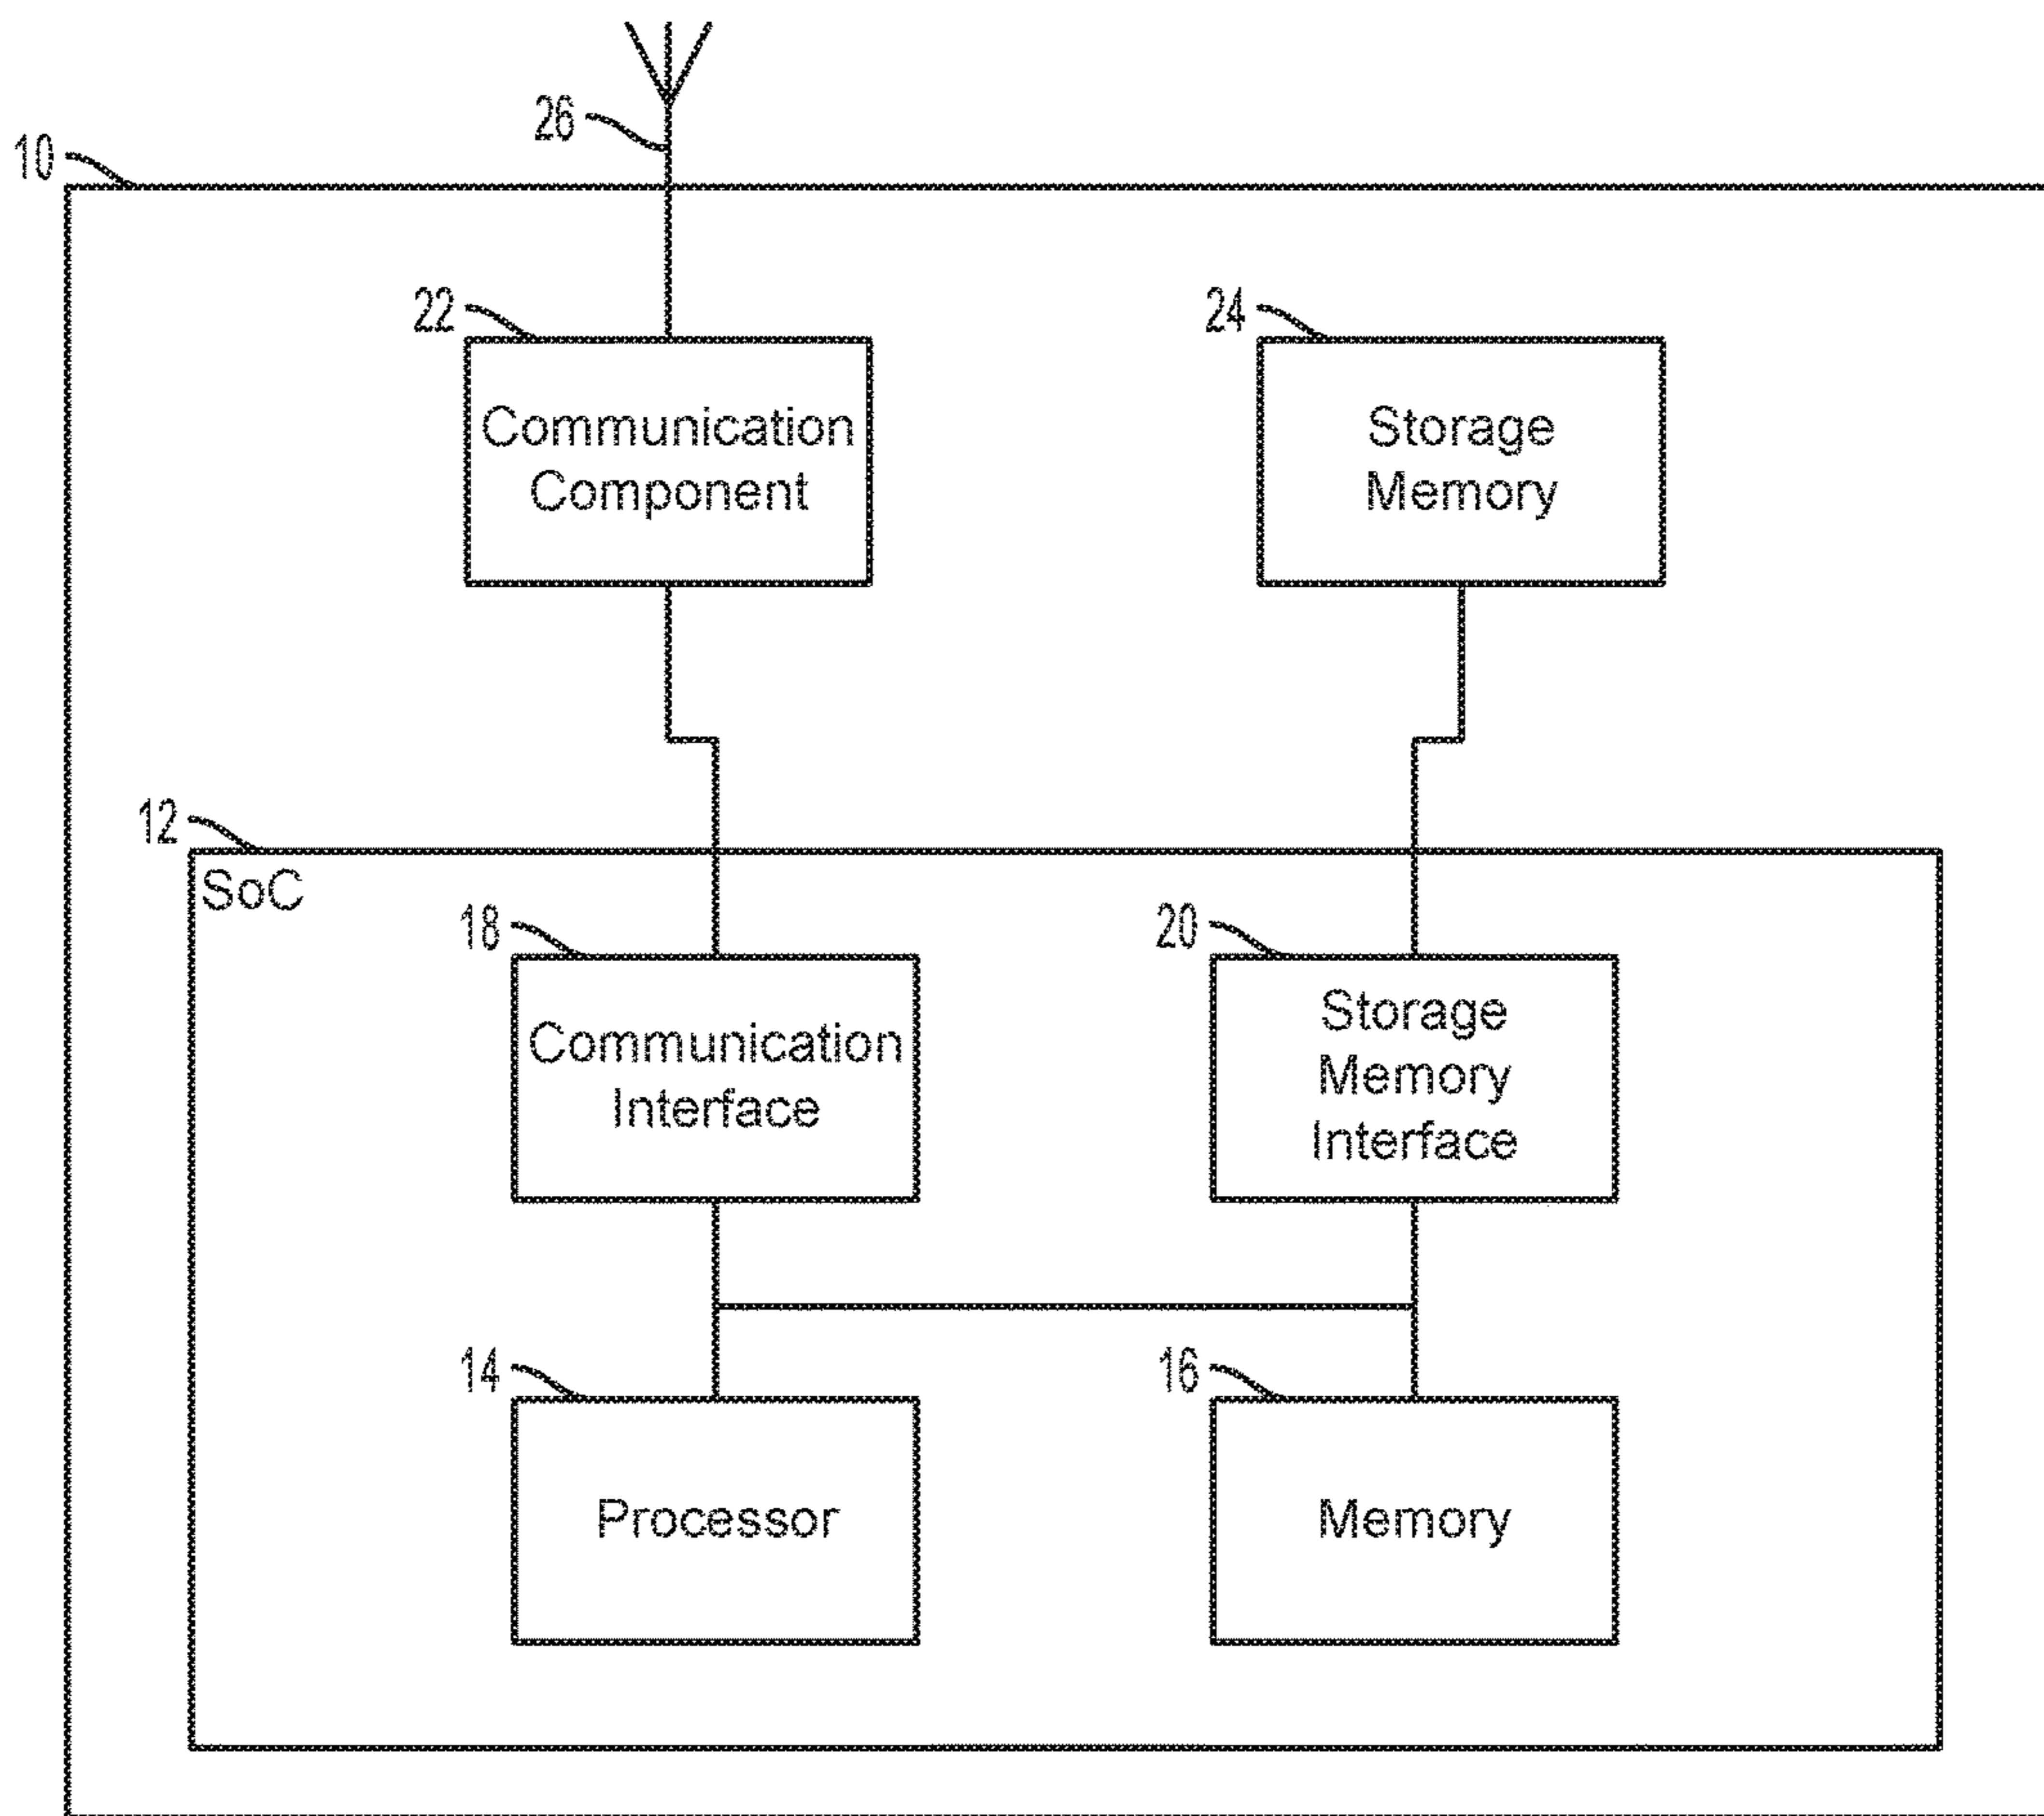 26
10
22
24
Communication
Component
Storage
Memory
12
SoC
18
20
Communication
Interface
Storage
Memory
Interface
14
16
Processor
Memory